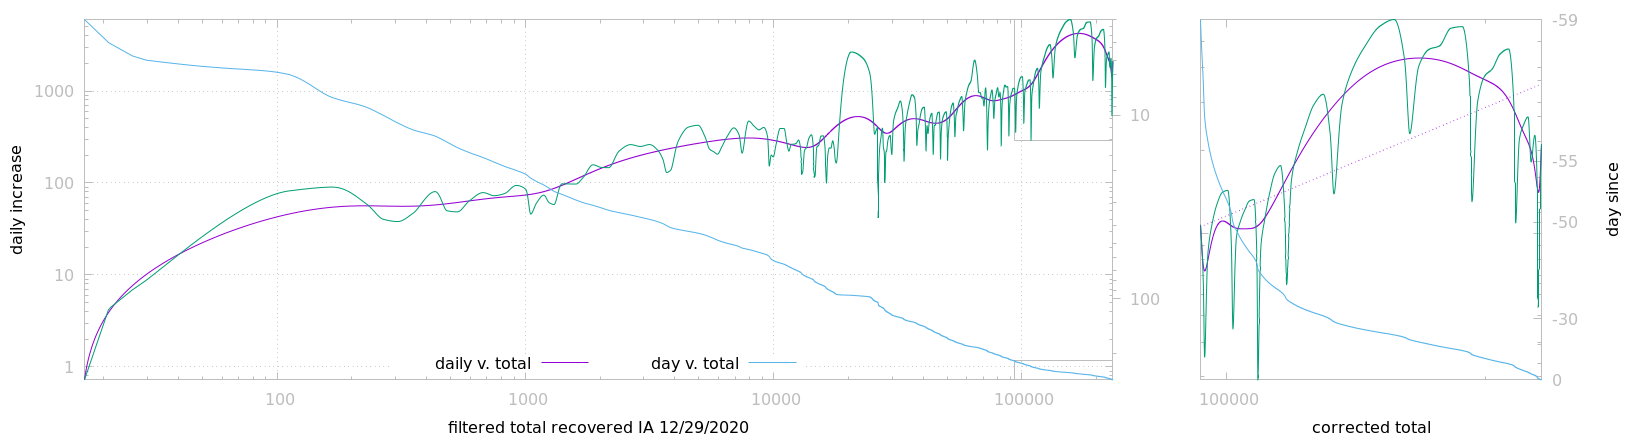 daily increase
1000
100
10
1
100
1000
10000
100000
daily v. total
day v. total
10
100
filtered total recovered IA 12/29/2020
-59
-55
-50
-30
0
day since
100000
corrected total